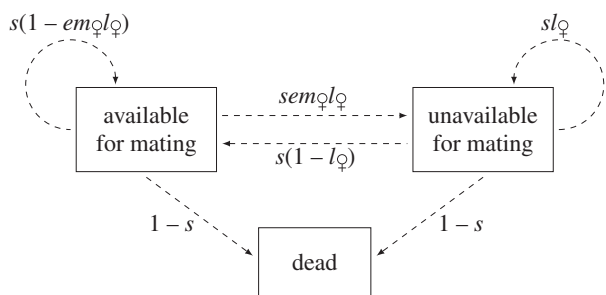 s(1 – em♀l♀)
sl♀
available
for mating
sem♀l♀
s(1 – l♀)
unavailable
for mating
1 – s
1 – s
dead